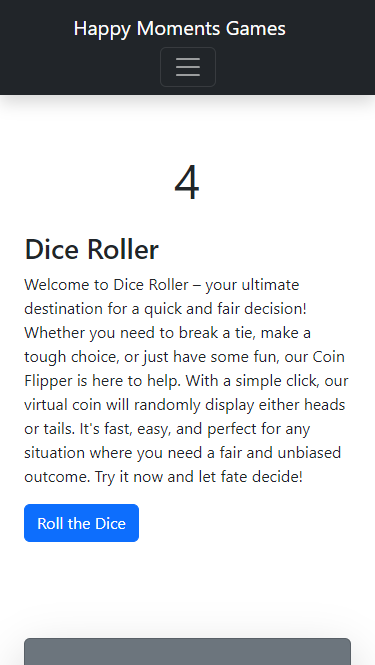 Happy Moments Games
4
Dice Roller
Welcome to Dice Roller – your ultimate
destination for a quick and fair decision!
Whether you need to break a tie, make a
tough choice, or just have some fun, our Coin
Flipper is here to help. With a simple click, our
virtual coin will randomly display either heads
or tails. It's fast, easy, and perfect for any
situation where you need a fair and unbiased
outcome. Try it now and let fate decide!
Roll the Dice